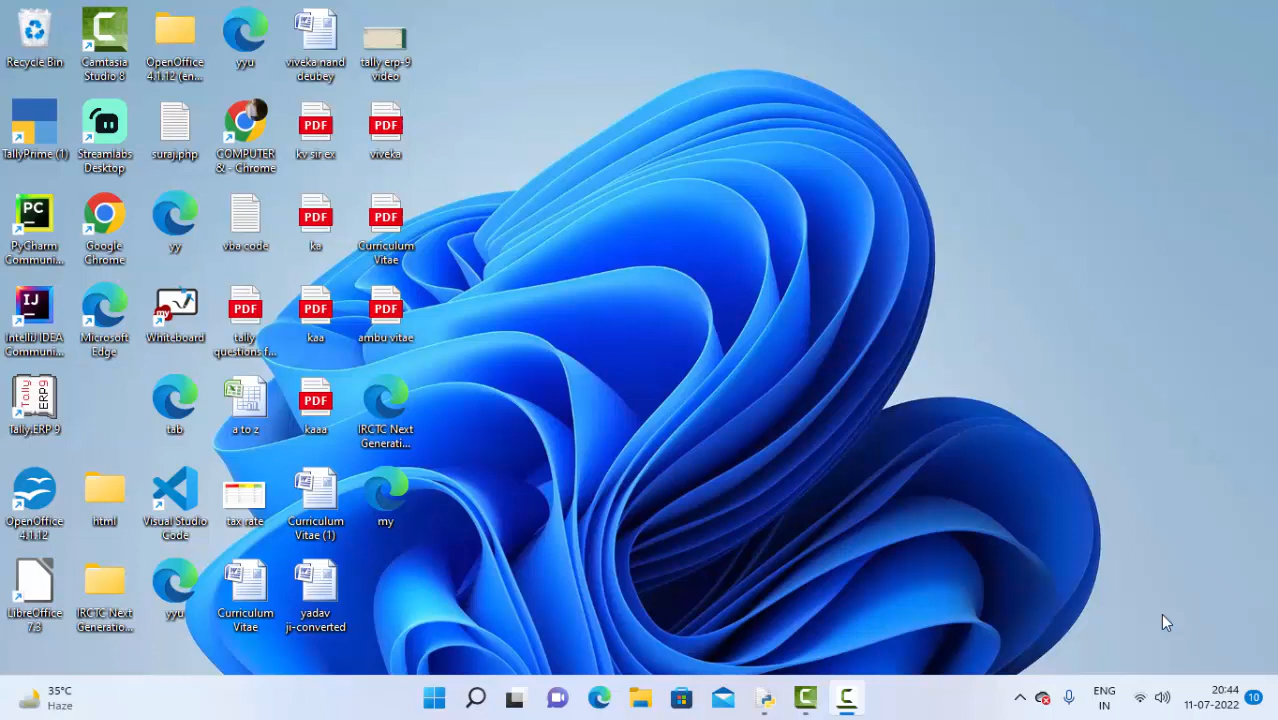 Recycle Bin
Camtasia
Studio 8
OpenOffice
4.1.12 (en...
yyu
viveka nand
deubey
tally erp-9
video
TallyPrime (1)
Streamlabs
Desktop
suraj.php
COMPUTER
& - Chrome
PDF
kv sir ex
PDF
viveka
PC
PyCharm
Communi...
Google
Chrome
yy
vba code
PDF
ka
PDF
Curriculum
Vitae
IJ
IntelliJ IDEA
Communi...
Microsoft
Edge
my
Whiteboard
PDF
tally
questions f...
PDF
kaa
PDF
ambu vitae
Tally
ERP9
Tally.ERP 9
tab
a to z
PDF
kaaa
IRCTC Next
Generati...
OpenOffice
4.1.12
html
Visual Studio
Code
tax rate
Curriculum
Vitae (1)
my
LibreOffice
7.3
IRCTC Next
Generatio...
yyu
Curriculum
Vitae
yadav
ji-converted
35°C
Haze
ENG
IN
20:44
11-07-2022
10